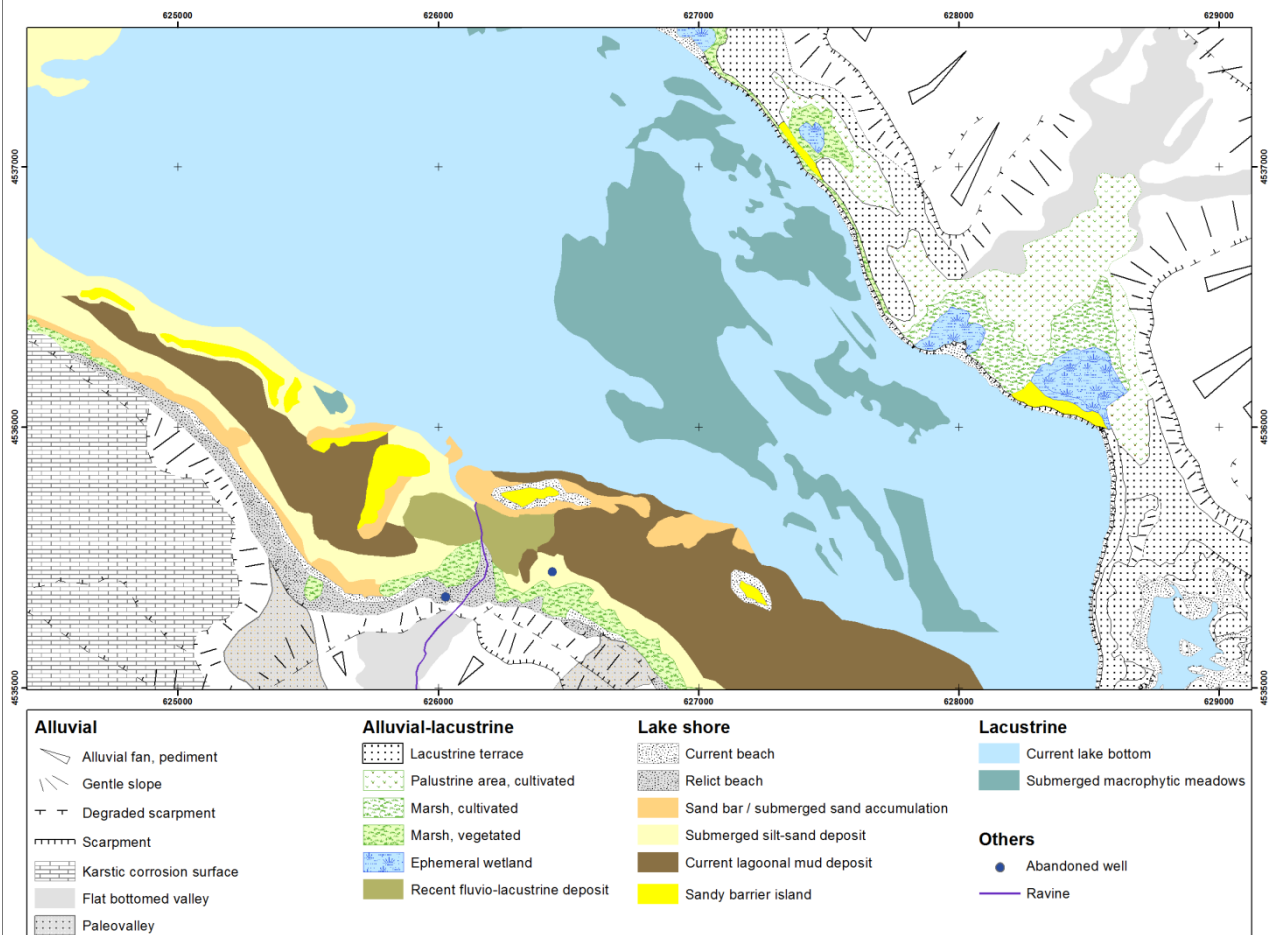 625000 626000 627000 628000 629000
4537000 4537000
4536000 4536000
4535000 4535000
625000 626000 627000 628000 629000
Alluvial
Alluvial fan, pediment
Gentle slope
Degraded scarpment
Scarpment
Karstic corrosion surface
Flat bottomed valley
Paleovalley
Alluvial-lacustrine
Lacustrine terrace
Palustrine area, cultivated
Marsh, cultivated
Marsh, vegetated
Ephemeral wetland
Recent fluvio-lacustrine deposit
Lake shore
Current beach
Relict beach
Sand bar / submerged sand accumulation
Submerged silt-sand deposit
Current lagoonal mud deposit
Sandy barrier island
Lacustrine
Current lake bottom
Submerged macrophytic meadows
Others
Abandoned well
Ravine